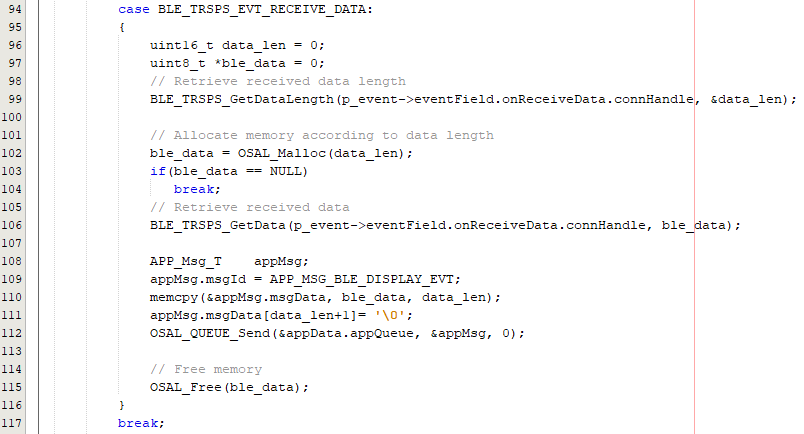 94 case BLE_TRSPS_EVT_RECEIVE_DATA:
95 {
96 uint16_t data_len = 0;
97 uint8_t *ble_data = 0;
98 // Retrieve received data length
99 BLE_TRSPS_GetDataLength(p_event->eventField.onReceiveData.connHandle, &data_len);
100
101 // Allocate memory according to data length
102 ble_data = OSAL_Malloc(data_len);
103 if(ble_data == NULL)
104 break;
105 // Retrieve received data
106 BLE_TRSPS_GetData(p_event->eventField.onReceiveData.connHandle, ble_data);
107
108 APP_Msg_T    appMsg;
109 appMsg.msgId = APP_MSG_BLE_DISPLAY_EVT;
110 memcpy(&appMsg.msgData, ble_data, data_len);
111 appMsg.msgData[data_len+1]= '\0';
112 OSAL_QUEUE_Send(&appData.appQueue, &appMsg, 0);
113
114 // Free memory
115 OSAL_Free(ble_data);
116 }
117 break;